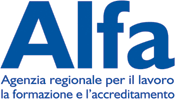 Alfa
Agenzia regionale per il lavoro
la formazione e l'accreditamento